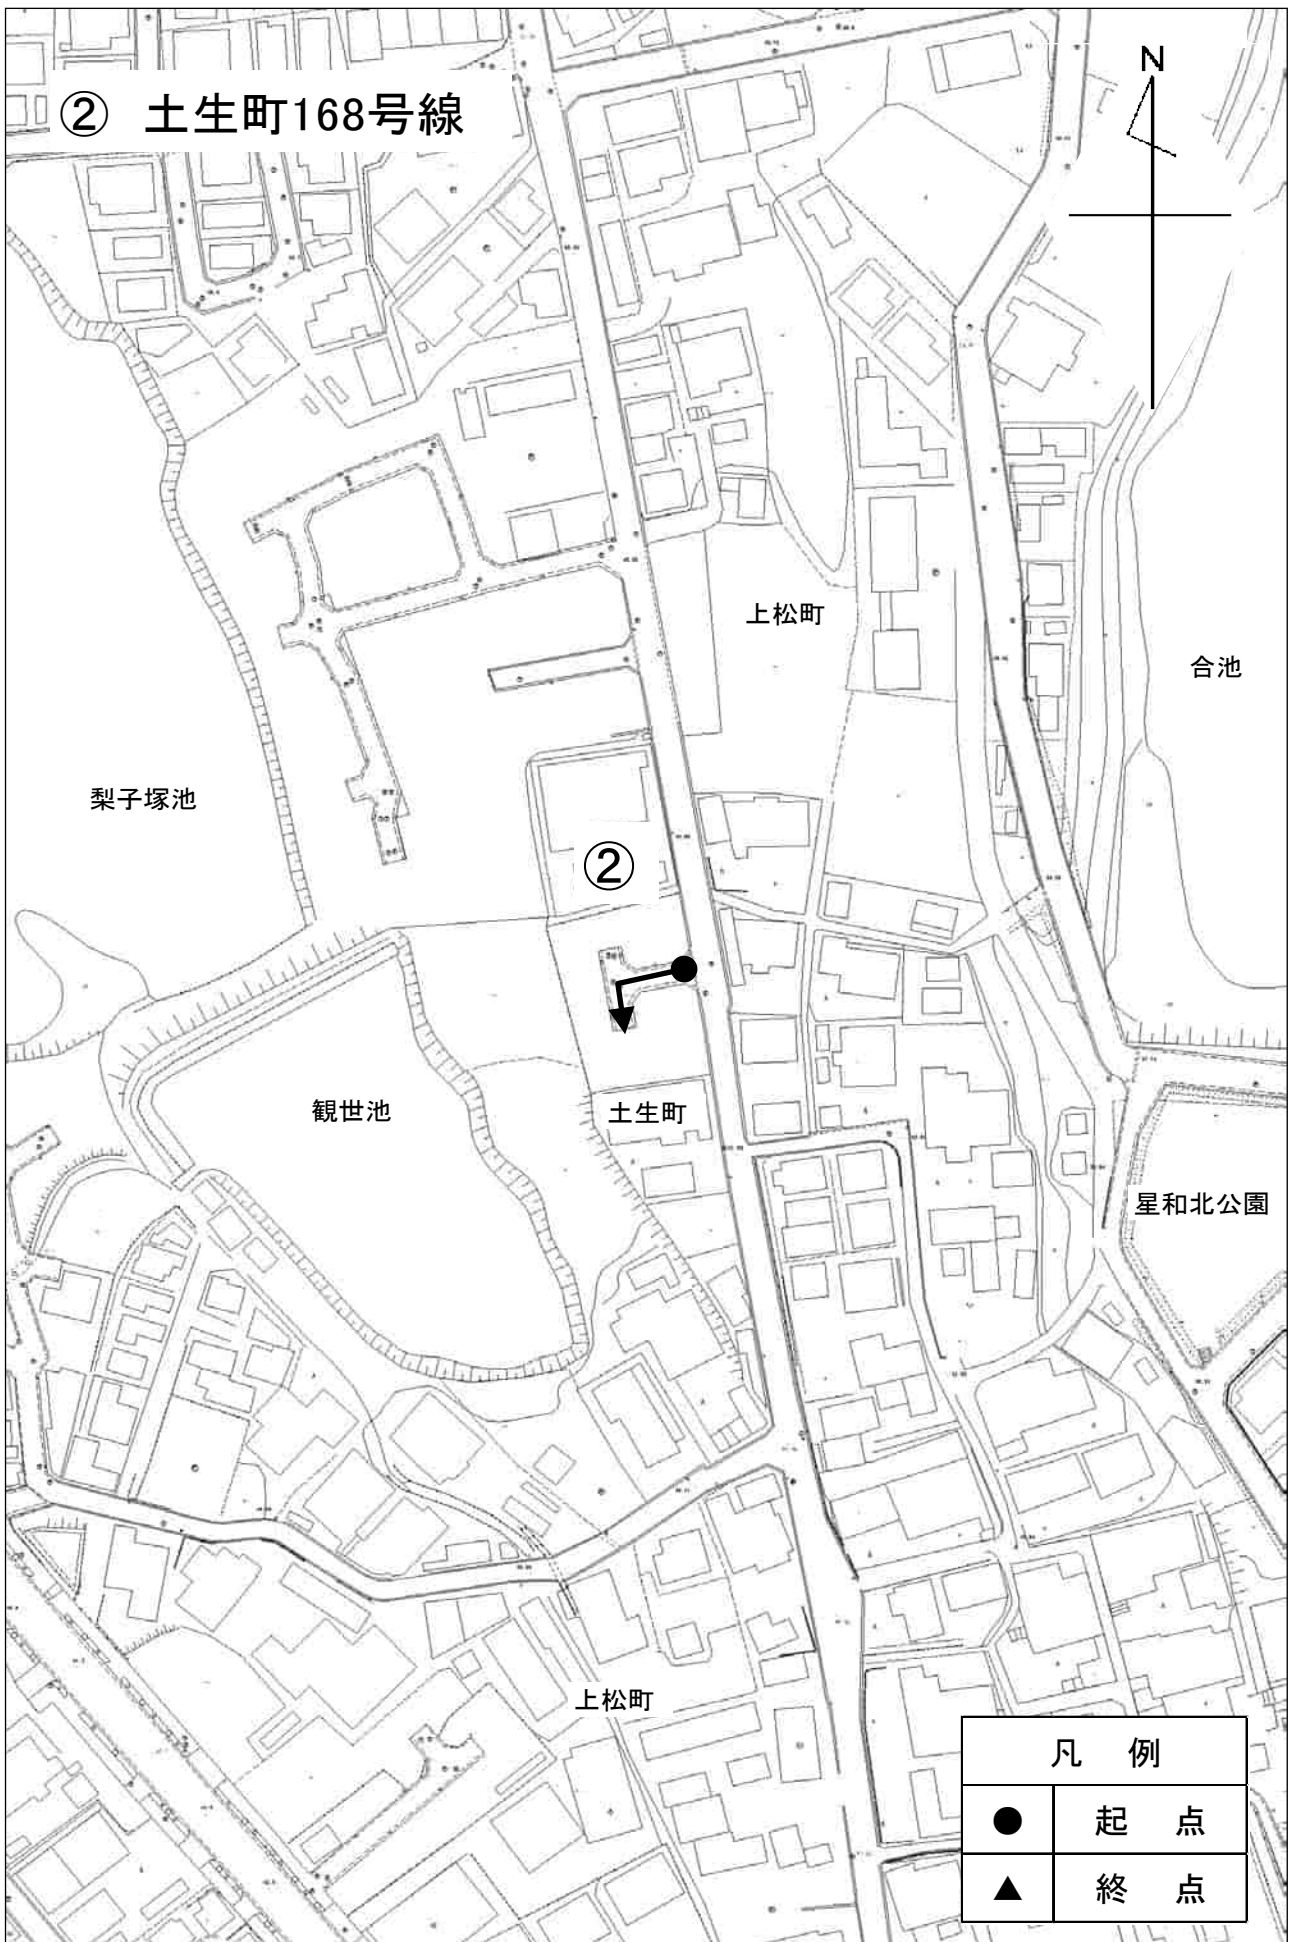 ② 土生町168号線
N
上松町
合池
梨子塚池
②
観世池
土生町
星和北公園
上松町
凡 例
● 起 点
▲ 終 点